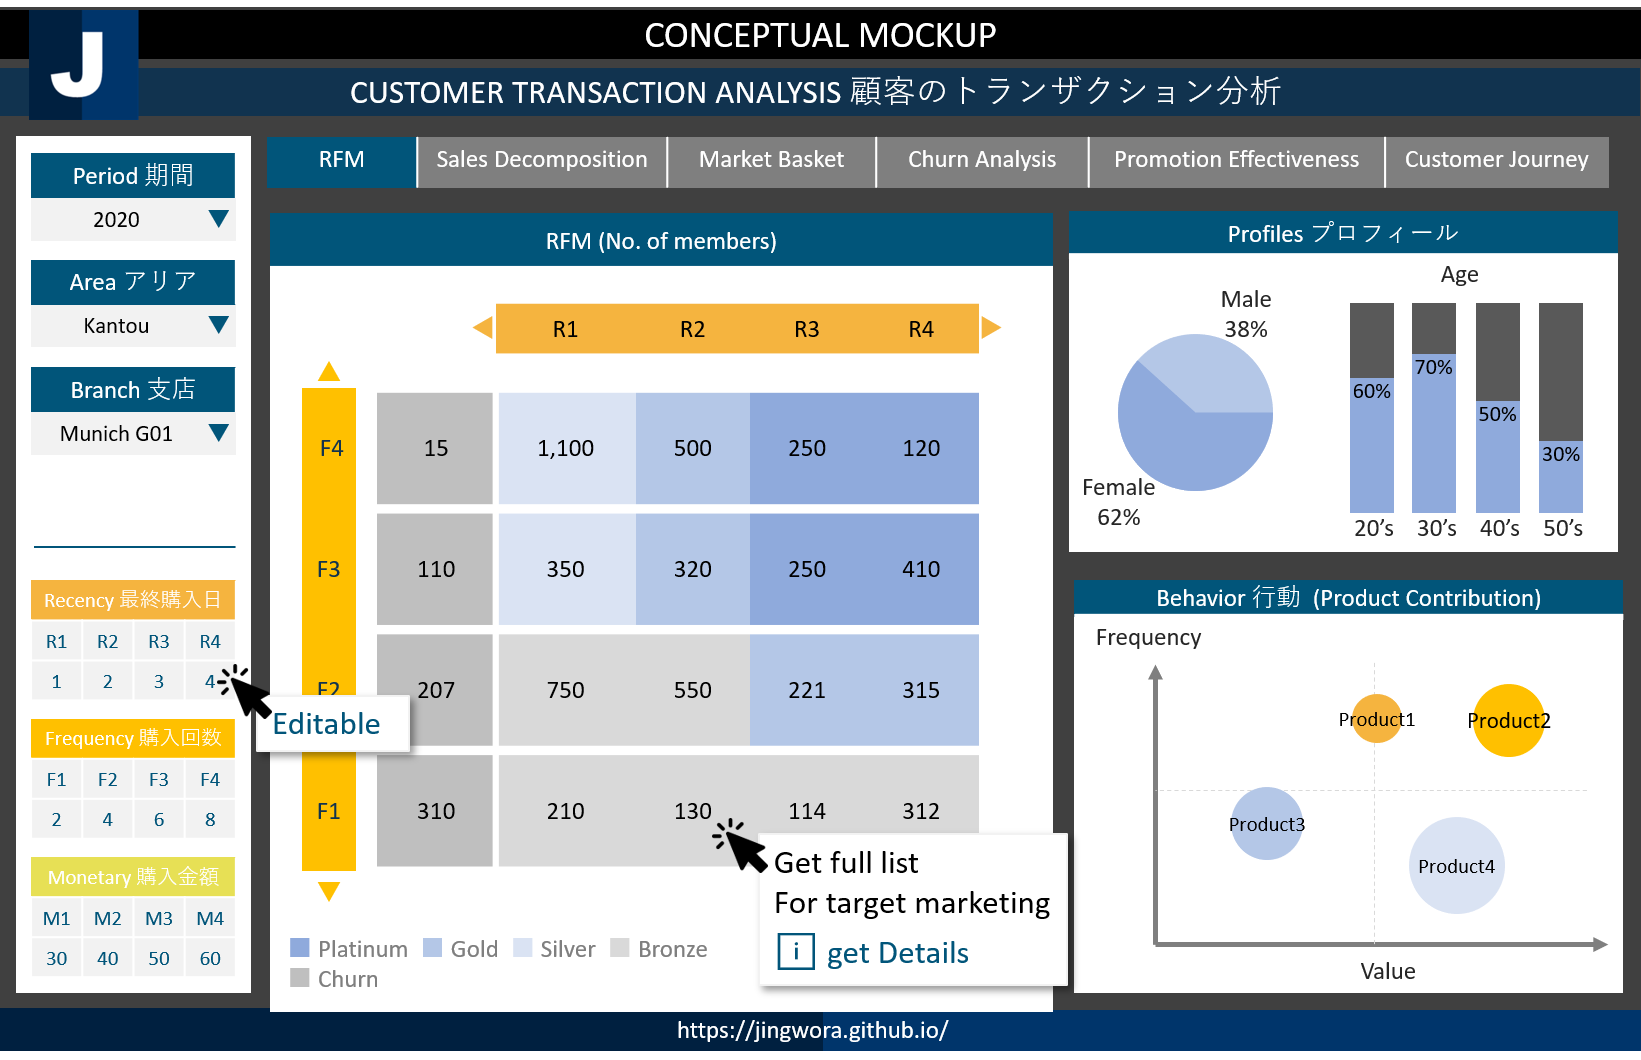 CONCEPTUAL MOCKUP
J
CUSTOMER TRANSACTION ANALYSIS 顧客のトランザクション分析
Period 期間
2020
Area アリア
Kantou
Branch 支店
Munich G01
Recency 最終購入日
R1 R2 R3 R4
1 2 3 4
Editable
Frequency 購入回数
F1 F2 F3 F4
2 4 6 8
Monetary 購入金額
M1 M2 M3 M4
30 40 50 60
RFM Sales Decomposition Market Basket Churn Analysis Promotion Effectiveness Customer Journey
RFM (No. of members)
R1 R2 R3 R4
F4 15 1,100 500 250 120
F3 110 350 320 250 410
F2 207 750 550 221 315
F1 310 210 130 114 312
Get full list
For target marketing
i get Details
Platinum Gold Silver Bronze
Churn
Profiles プロフィール
Male
38%
Female
62%
Age
60% 70% 50% 30%
20's 30's 40's 50's
Behavior 行動 (Product Contribution)
Frequency
Product1 Product2
Product3
Product4
Value
https://jingwora.github.io/